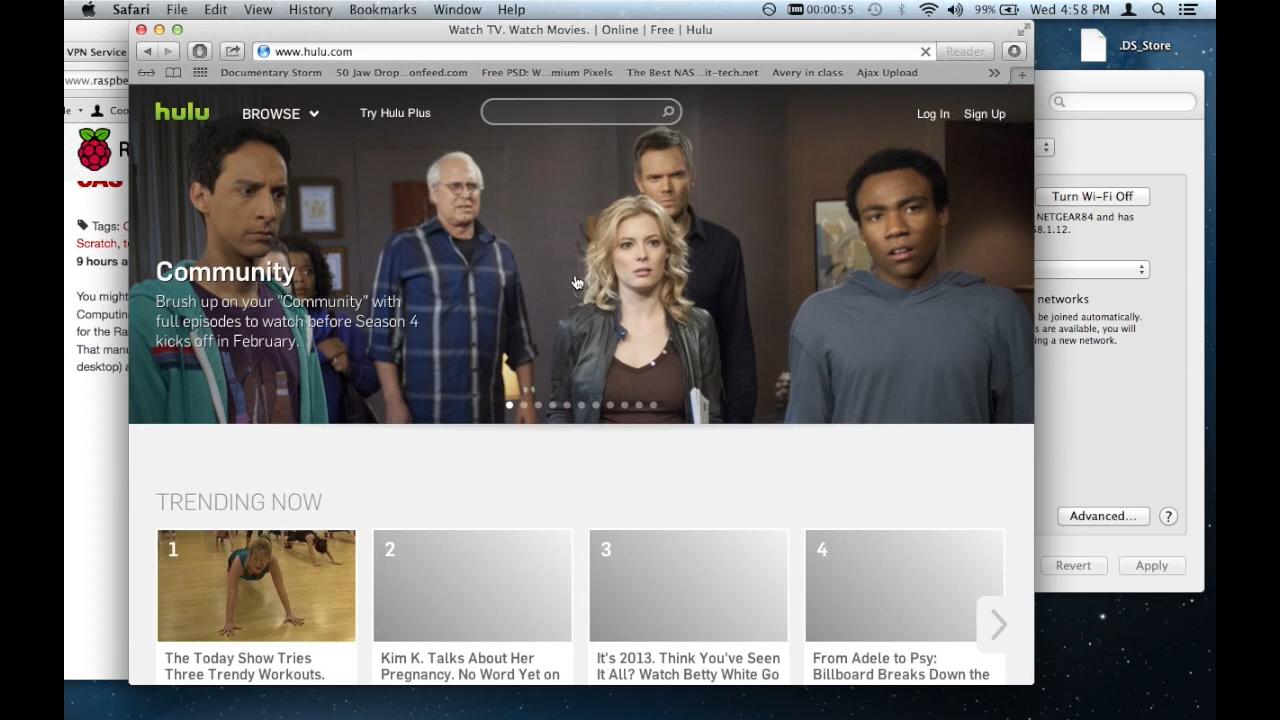 Safari File Edit View History Bookmarks Window Help
00:00:55 99% Wed 4:58 PM
Watch TV. Watch Movies. | Online | Free | Hulu
www.hulu.com
Reader
Documentary Storm 50 Jaw Drop...onfeed.com Free PSD: W...mium Pixels The Best NAS...it-tech.net Avery in class Ajax Upload
.DS_Store
VPN Service
www.raspbe
Tags:
Scratch, t
9 hours a
You might
Computing
for the Ra
That manu
desktop) a
hulu
BROWSE
Try Hulu Plus
Log In Sign Up
Community
Brush up on your "Community" with
full episodes to watch before Season 4
kicks off in February.
TRENDING NOW
1
The Today Show Tries
Three Trendy Workouts.
2
Kim K. Talks About Her
Pregnancy. No Word Yet on
3
It's 2013. Think You've Seen
It All? Watch Betty White Go
4
From Adele to Psy:
Billboard Breaks Down the
Turn Wi-Fi Off
NETGEAR84 and has
8.1.12.
networks
be joined automatically.
s are available, you will
ng a new network.
Advanced... ?
Revert Apply